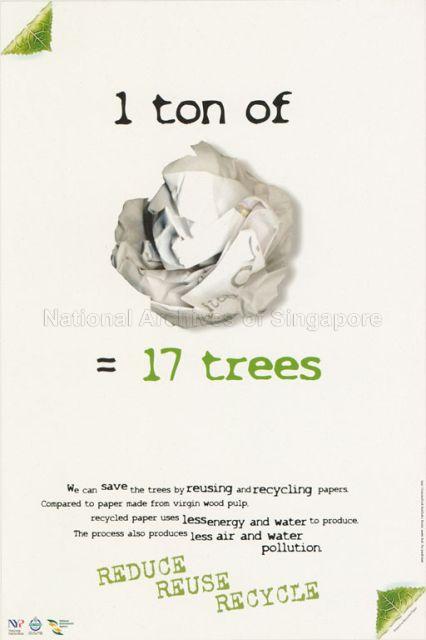 1 ton of
National Archives of Singapore
= 17 trees
We can save the trees by reusing and recycling papers.
Compared to paper made from virgin wood pulp,
recycled paper uses less energy and water to produce.
The process also produces less air and water
pollution
REDUCE
REUSE
RECYCLE
NYP